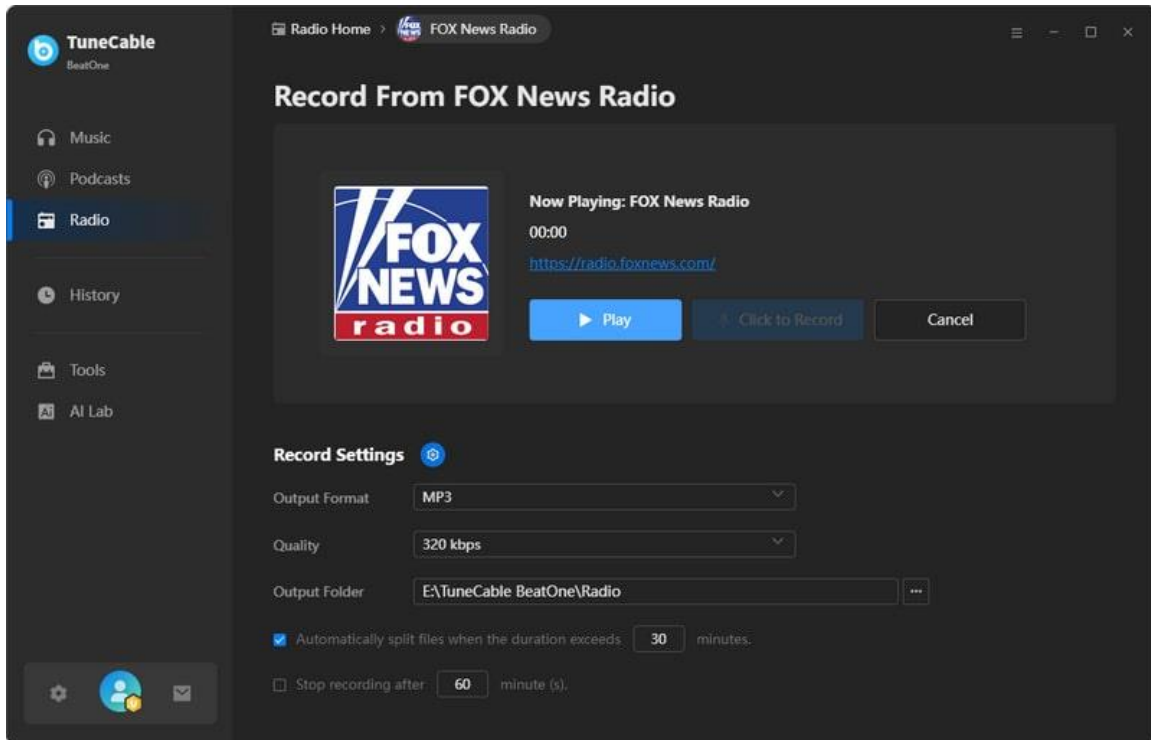 TuneCable
BeatOne
Music
Podcasts
Radio
History
Tools
Ai
AI Lab
Radio Home > FOX News Radio
Record From FOX News Radio
FOX
NEWS
radio
Now Playing: FOX News Radio
00:00
https://radio.foxnews.com/
Play
Click to Record
Cancel
Record Settings
Output Format MP3
Quality 320 kbps
Output Folder E:\TuneCable BeatOne\Radio ...
Automatically split files when the duration exceeds 30 minutes.
Stop recording after 60 minute (s).